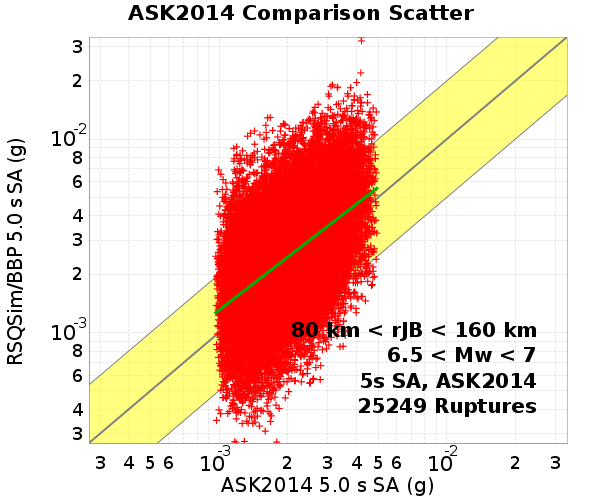 ASK2014 Comparison Scatter
RSQSim/BBP 5.0 s SA (g)
3
2
10-2
8
6
4
3
2
10-3
8
6
4
3
80 km < rJB < 160 km
6.5 < Mw < 7
5s SA, ASK2014
25249 Ruptures
3 4 5 6 10-3 2 3 4 5 6 10-2 2 3
ASK2014 5.0 s SA (g)